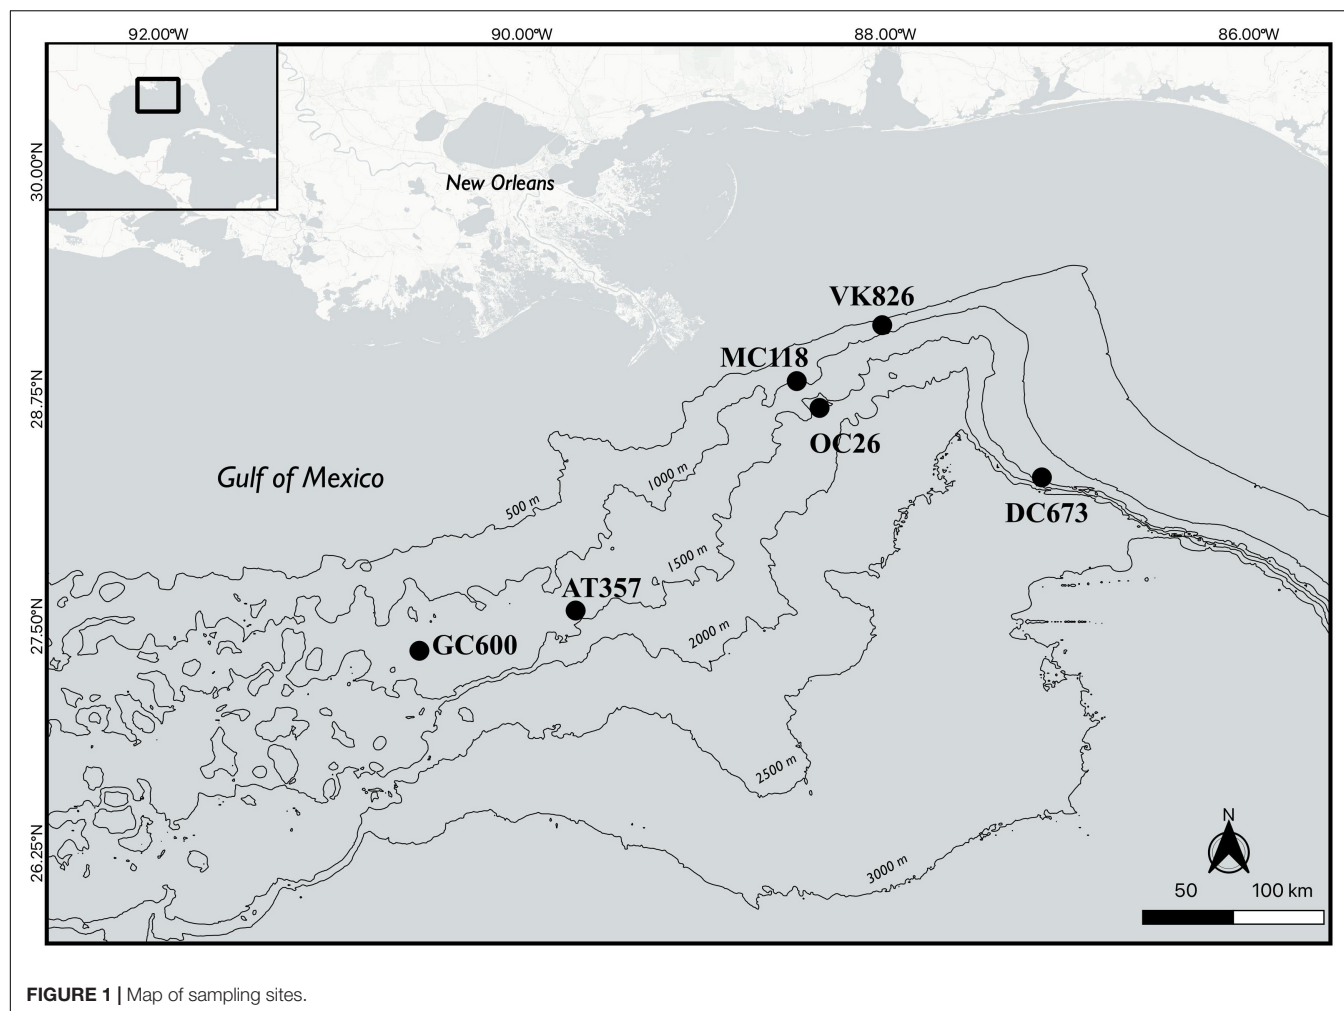 92.00°W 90.00°W 88.00°W 86.00°W
30.00°N
New Orleans
VK826
28.75°N
MC118
OC26
Gulf of Mexico
1000 m
500 m
DC673
1500 m
AT357
27.50°N
2000 m
GC600
2500 m
26.25°N
N
3000 m
50 100 km
FIGURE 1 | Map of sampling sites.